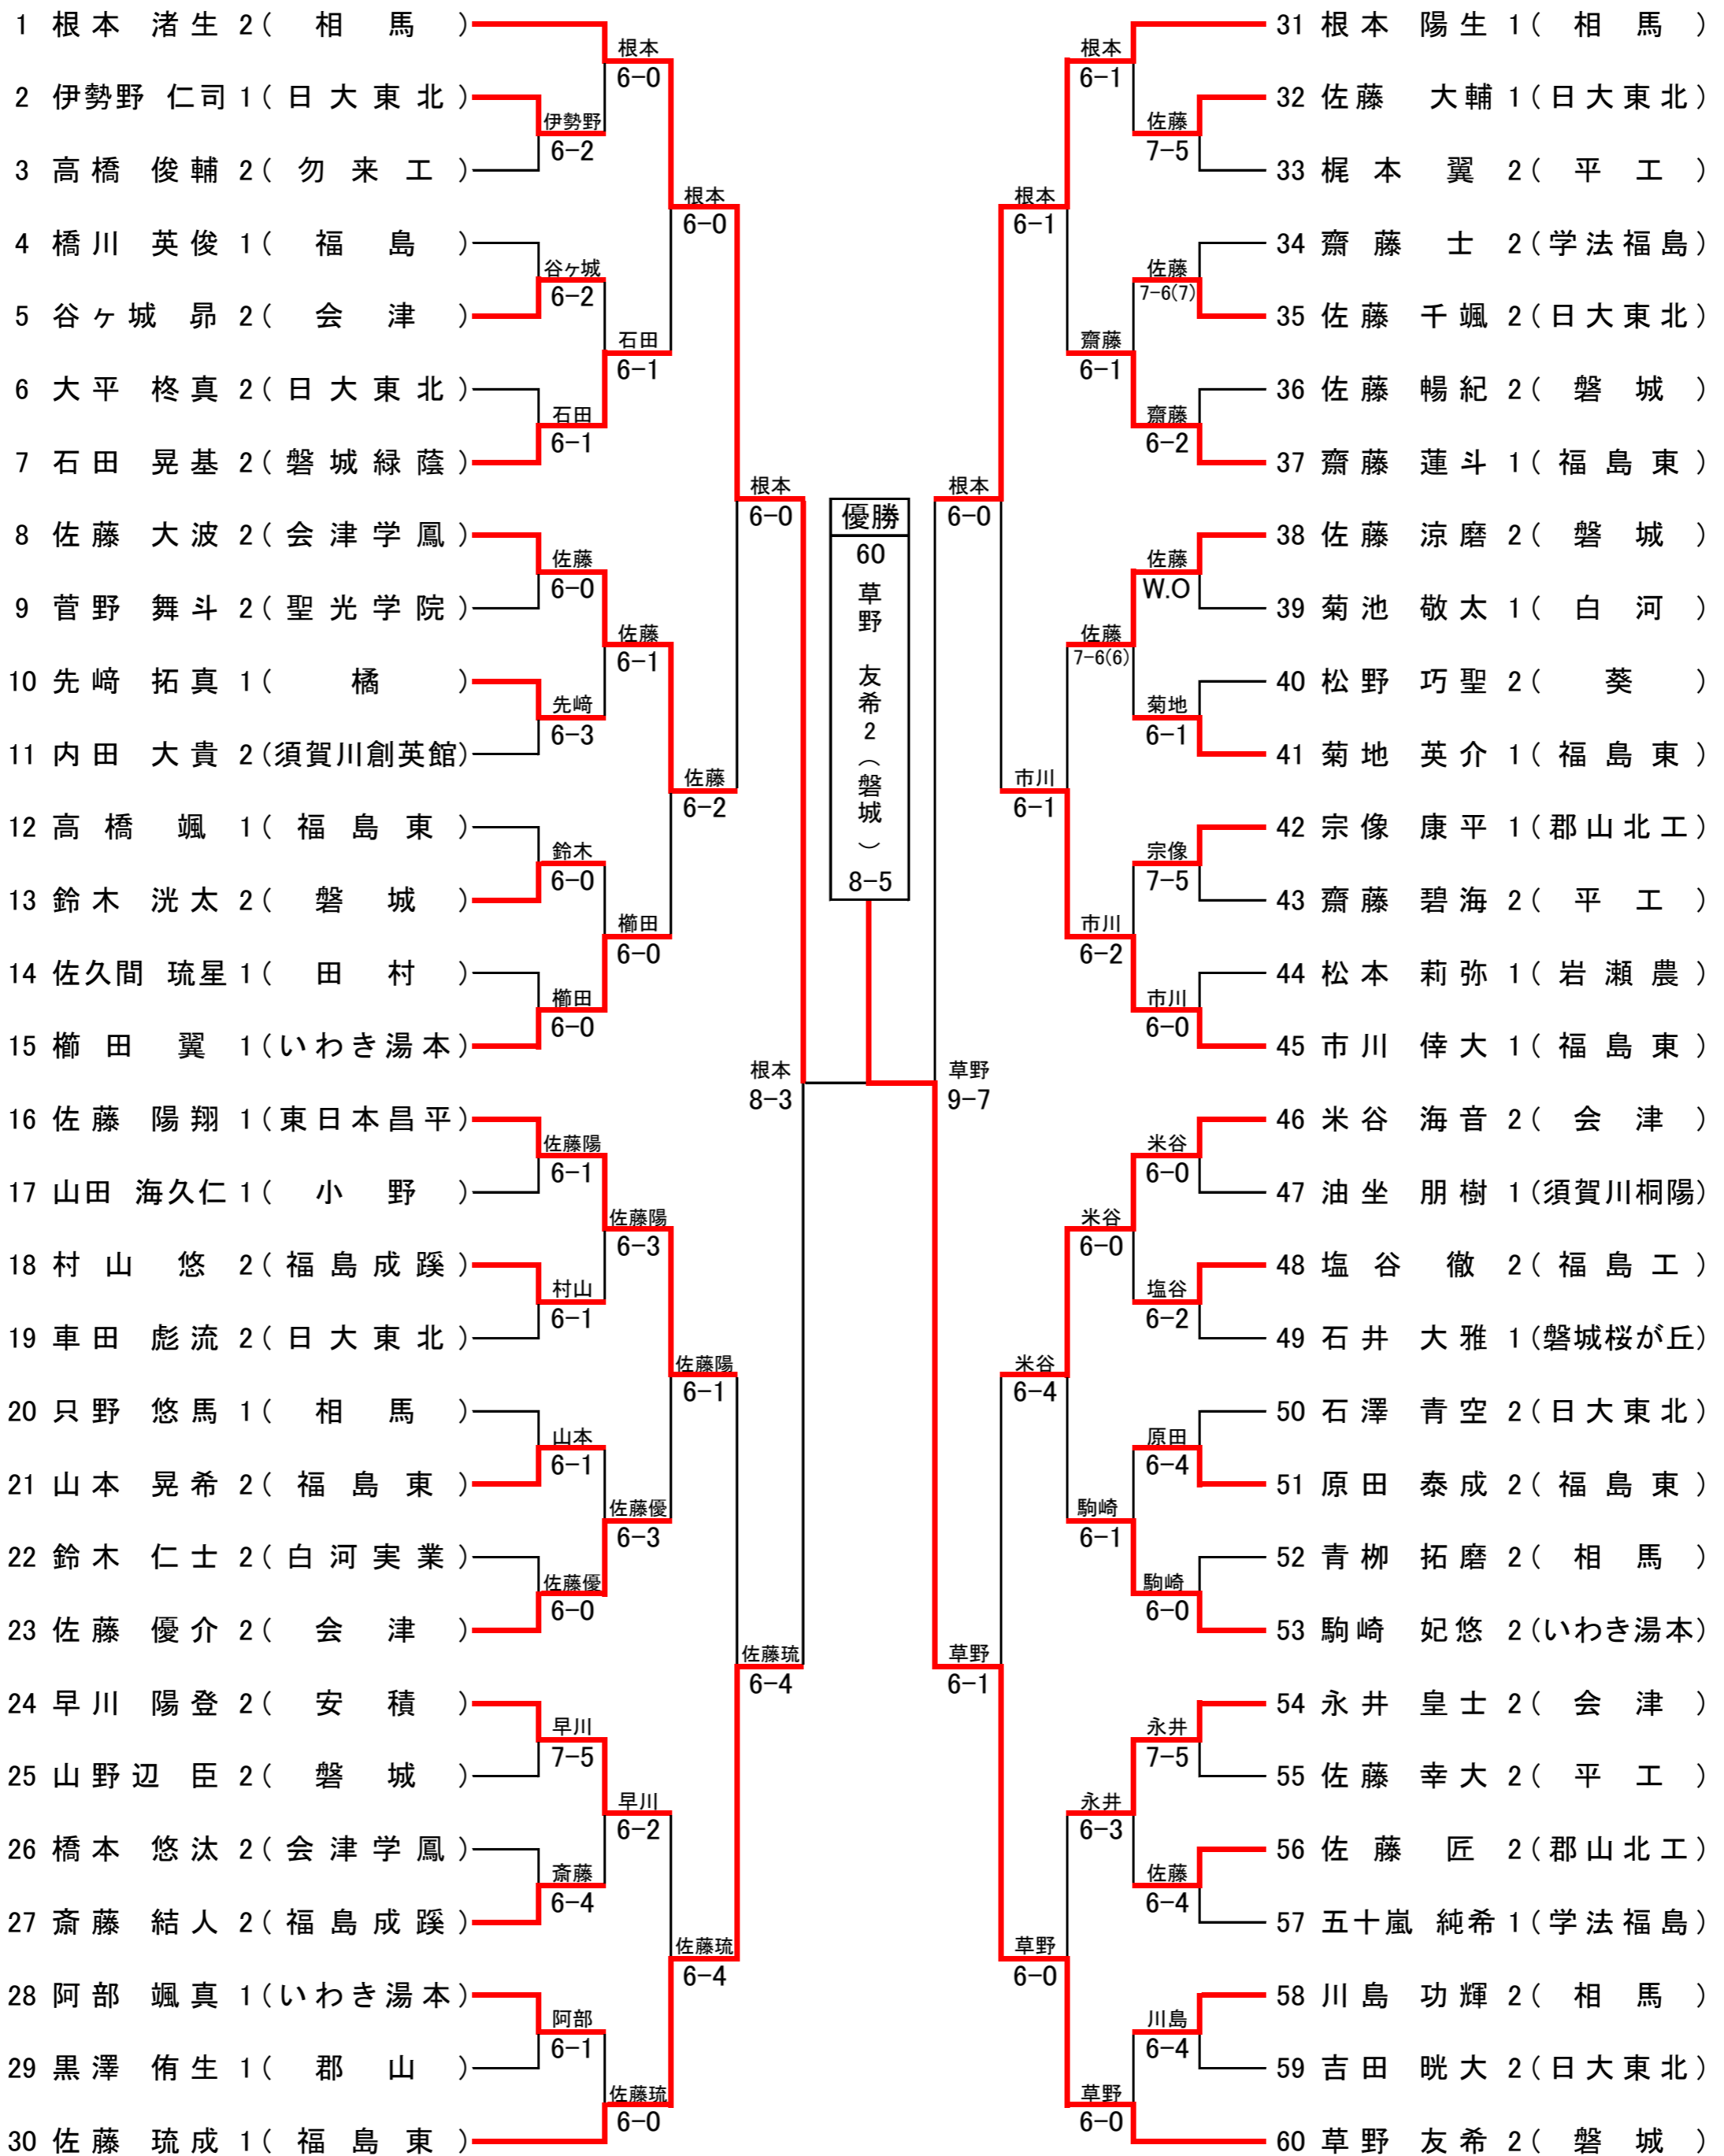 1 根本 渚生 2(相馬)
2 伊勢野 仁司 1(日大東北)
3 高橋 俊輔 2(勿来工)
4 橋川 英俊 1(福島)
5 谷ヶ城 昴 2(会津)
6 大平 柊真 2(日大東北)
7 石田 晃基 2(磐城緑蔭)
8 佐藤 大波 2(会津学鳳)
9 菅野 舞斗 2(聖光学院)
10 先﨑 拓真 1(橘)
11 内田 大貴 2(須賀川創英館)
12 高橋 颯 1(福島東)
13 鈴木 洸太 2(磐城)
14 佐久間 琉星 1(田村)
15 櫛田 翼 1(いわき湯本)
16 佐藤 陽翔 1(東日本昌平)
17 山田 海久仁 1(小野)
18 村山 悠 2(福島成蹊)
19 車田 彪流 2(日大東北)
20 只野 悠馬 1(相馬)
21 山本 晃希 2(福島東)
22 鈴木 仁士 2(白河実業)
23 佐藤 優介 2(会津)
24 早川 陽登 2(安積)
25 山野辺 臣 2(磐城)
26 橋本 悠汰 2(会津学鳳)
27 斎藤 結人 2(福島成蹊)
28 阿部 颯真 1(いわき湯本)
29 黒澤 侑生 1(郡山)
30 佐藤 琉成 1(福島東)
伊勢野
6-2
谷ヶ城
6-2
石田
6-1
佐藤
6-0
先﨑
6-3
鈴木
6-0
櫛田
6-0
佐藤陽
6-1
村山
6-1
山本
6-1
佐藤優
6-0
早川
7-5
斎藤
6-4
阿部
6-1
根本
6-0
石田
6-1
佐藤
6-1
櫛田
6-0
佐藤陽
6-3
佐藤優
6-3
早川
6-2
佐藤琉
6-0
根本
6-0
佐藤
6-2
佐藤陽
6-1
佐藤琉
6-4
根本
6-0
佐藤琉
6-4
根本
8-3
優勝
60
草野 友希2(磐城)
8-5
草野
9-7
根本
6-0
草野
6-1
根本
6-1
市川
6-1
米谷
6-4
草野
6-0
根本
6-1
齋藤
6-1
佐藤
7-6(6)
市川
6-2
米谷
6-0
駒崎
6-1
永井
6-3
草野
6-0
佐藤
7-5
佐藤
7-6(7)
齋藤
6-2
佐藤
W.O
菊地
6-1
宗像
7-5
市川
6-0
米谷
6-0
塩谷
6-2
原田
6-4
駒崎
6-0
永井
7-5
佐藤
6-4
川島
6-4
31 根本 陽生 1(相馬)
32 佐藤 大輔 1(日大東北)
33 梶本 翼 2(平工)
34 齋藤 士 2(学法福島)
35 佐藤 千颯 2(日大東北)
36 佐藤 暢紀 2(磐城)
37 齋藤 蓮斗 1(福島東)
38 佐藤 涼磨 2(磐城)
39 菊池 敬太 1(白河)
40 松野 巧聖 2(葵)
41 菊地 英介 1(福島東)
42 宗像 康平 1(郡山北工)
43 齋藤 碧海 2(平工)
44 松本 莉弥 1(岩瀬農)
45 市川 倖大 1(福島東)
46 米谷 海音 2(会津)
47 油坐 朋樹 1(須賀川桐陽)
48 塩谷 徹 2(福島工)
49 石井 大雅 1(磐城桜が丘)
50 石澤 青空 2(日大東北)
51 原田 泰成 2(福島東)
52 青栁 拓磨 2(相馬)
53 駒崎 妃悠 2(いわき湯本)
54 永井 皇士 2(会津)
55 佐藤 幸大 2(平工)
56 佐藤 匠 2(郡山北工)
57 五十嵐 純希 1(学法福島)
58 川島 功輝 2(相馬)
59 吉田 晄大 2(日大東北)
60 草野 友希 2(磐城)